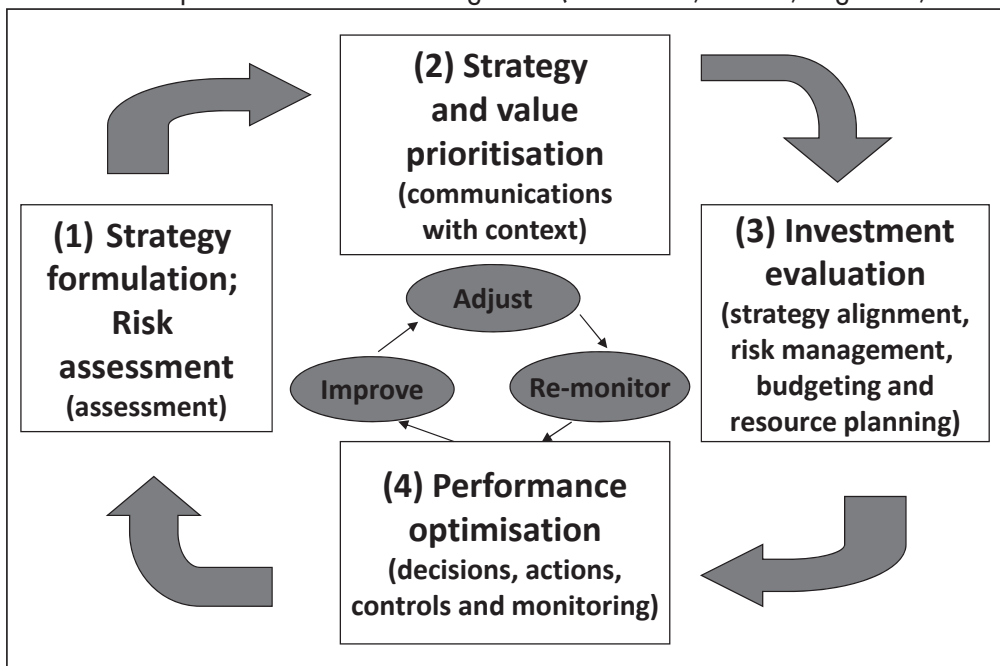 (2) Strategy
and value
prioritisation
(communications
with context)
(1) Strategy
formulation;
Risk
assessment
(assessment)
(3) Investment
evaluation
(strategy alignment,
risk management,
budgeting and
resource planning)
Adjust
Improve
Re-monitor
(4) Performance
optimisation
(decisions, actions,
controls and monitoring)